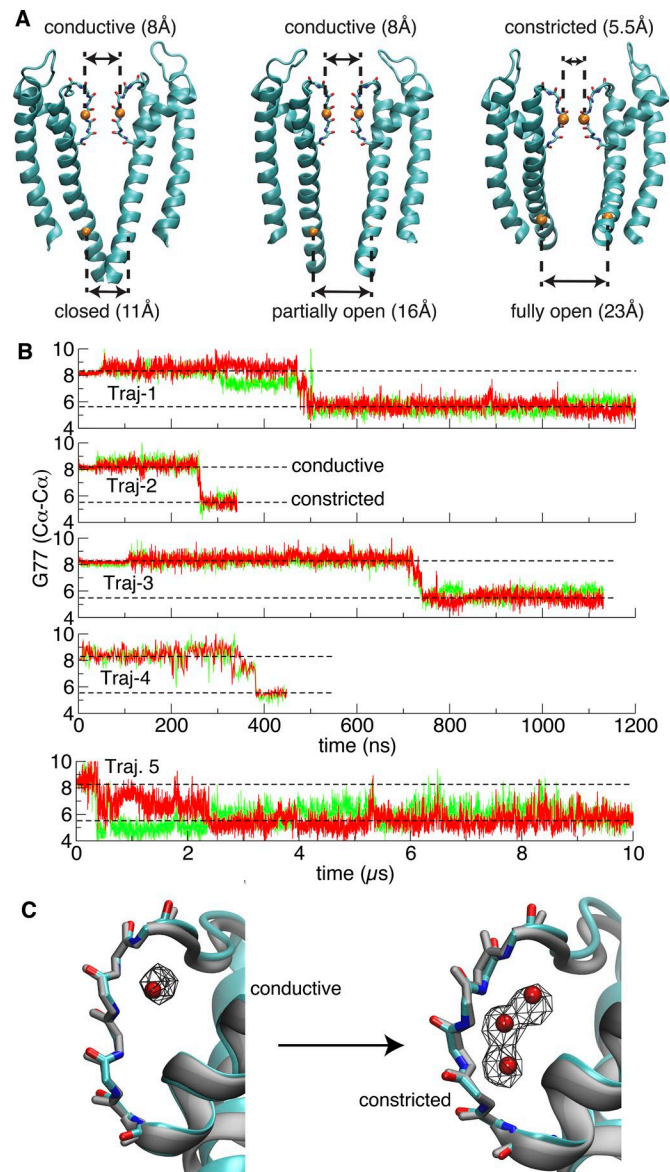 A
conductive (8Å) conductive (8Å) constricted (5.5Å)
closed (11Å) partially open (16Å) fully open (23Å)
B
G77 (Cα-Cα)
10
8
6
4
Traj-1
10
8
6
4
Traj-2
conductive
constricted
10
8
6
4
Traj-3
10
8
6
4
Traj-4
0 200 400 600 800 1000 1200
time (ns)
10
8
6
4
Traj. 5
0 2 4 6 8 10
time (µs)
C
conductive
constricted